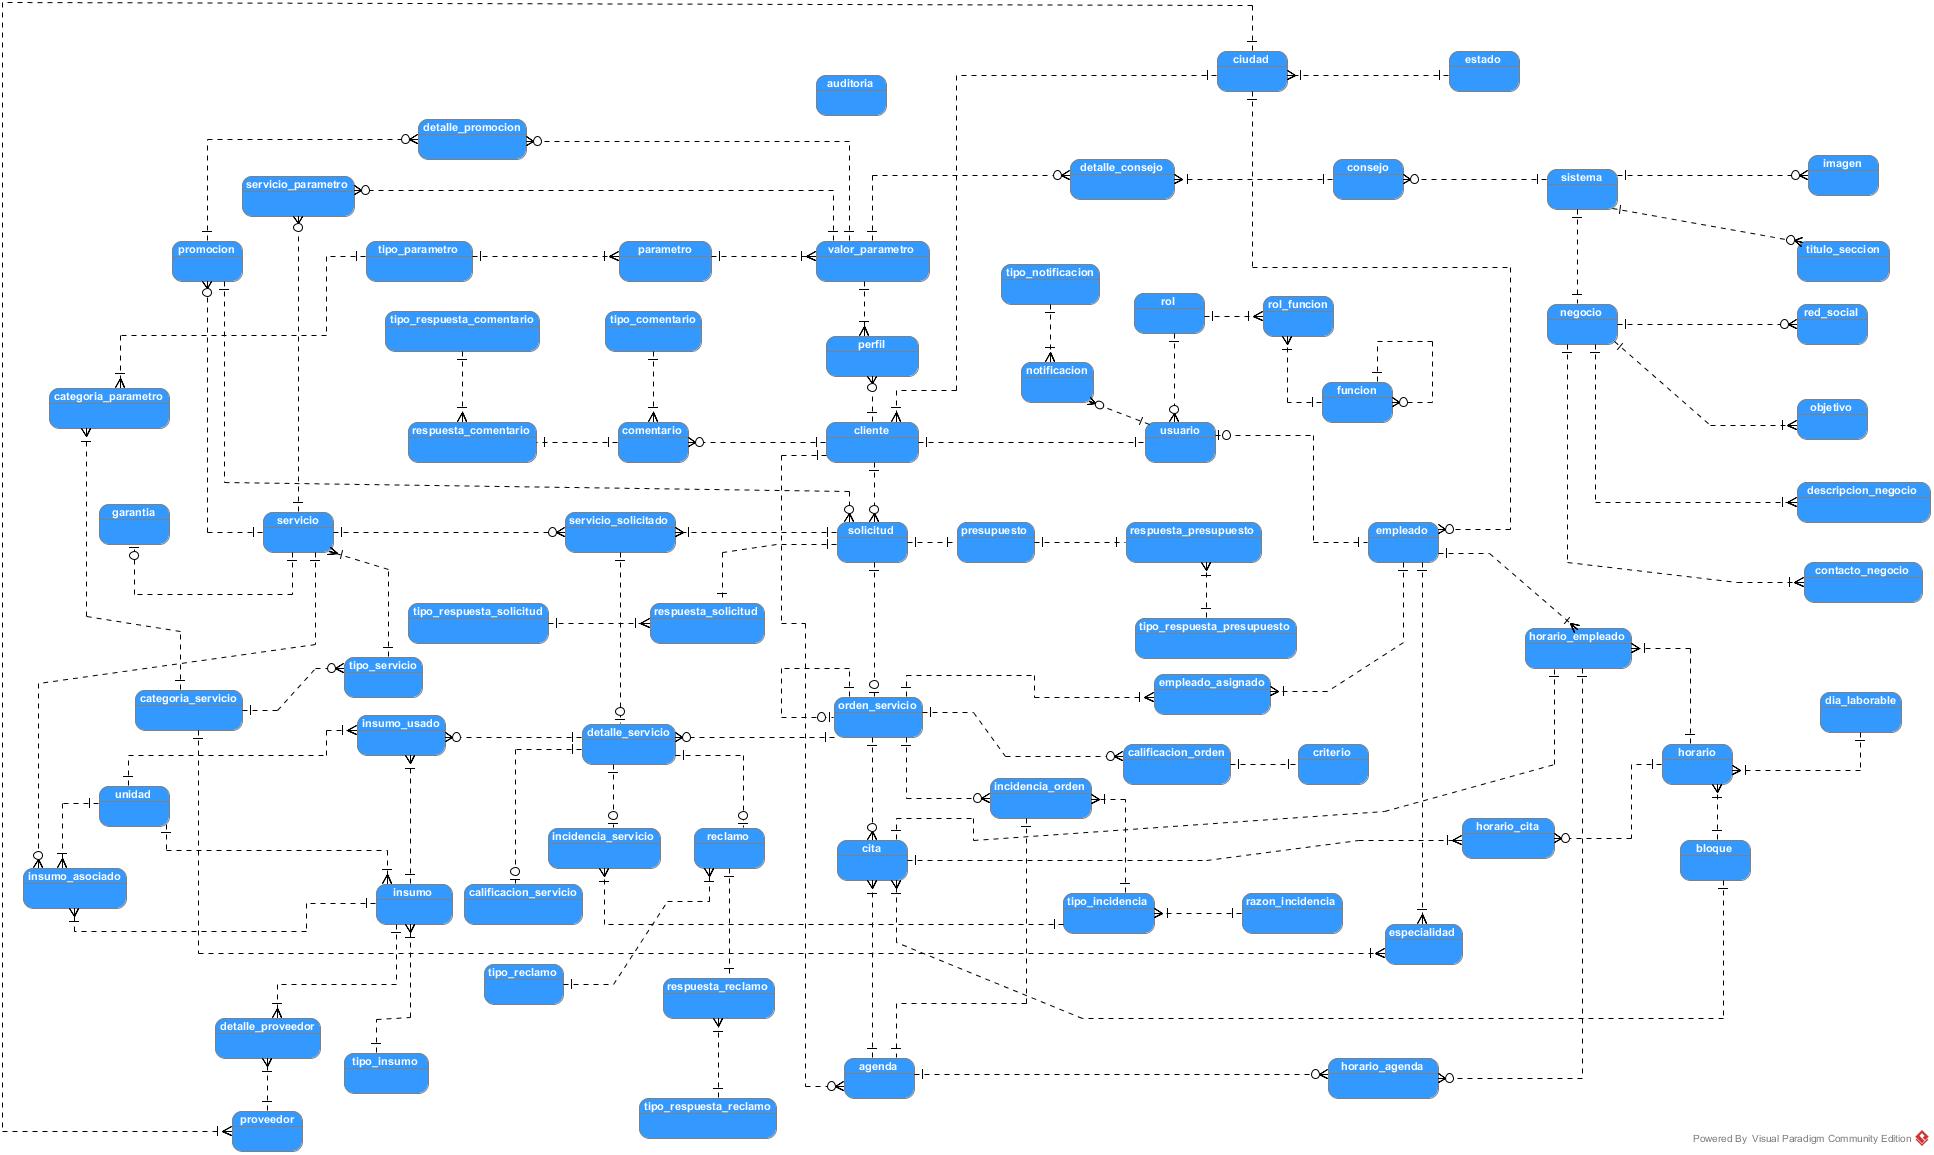 ciudad
estado
auditoria
detalle_promocion
detalle_consejo
consejo
sistema
imagen
servicio_parametro
promocion
tipo_parametro
parametro
valor_parametro
titulo_seccion
tipo_notificacion
rol
rol_funcion
negocio
red_social
tipo_respuesta_comentario
tipo_comentario
perfil
notificacion
funcion
categoria_parametro
objetivo
respuesta_comentario
comentario
cliente
usuario
descripcion_negocio
garantia
servicio
servicio_solicitado
solicitud
presupuesto
respuesta_presupuesto
empleado
contacto_negocio
tipo_respuesta_solicitud
respuesta_solicitud
tipo_respuesta_presupuesto
horario_empleado
tipo_servicio
categoria_servicio
empleado_asignado
orden_servicio
dia_laborable
insumo_usado
detalle_servicio
calificacion_orden
criterio
horario
unidad
incidencia_orden
incidencia_servicio
reclamo
cita
horario_cita
bloque
insumo_asociado
insumo
calificacion_servicio
tipo_incidencia
razon_incidencia
especialidad
tipo_reclamo
respuesta_reclamo
detalle_proveedor
tipo_insumo
agenda
horario_agenda
tipo_respuesta_reclamo
proveedor
Powered By Visual Paradigm Community Edition